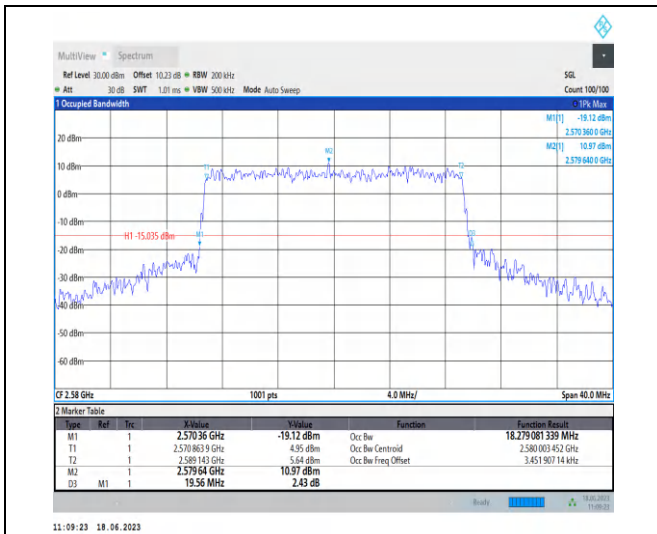 MultiView Spectrum
Ref Level 30.00 dBm Offset 10.23 dB RBW 200 kHz SGL
Att 30 dB SWT 1.01 ms VBW 500 kHz Mode Auto Sweep Count 100/100
1 Occupied Bandwidth 1Pk Max
M1[1] -19.12 dBm
2.570 360 0 GHz
M2[1] 10.97 dBm
2.579 640 0 GHz
20 dBm
M2
T1 T2
10 dBm
0 dBm
-10 dBm
H1 -15.035 dBm M1
-20 dBm
-30 dBm
-40 dBm
-50 dBm
-60 dBm
CF 2.58 GHz 1001 pts 4.0 MHz/ Span 40.0 MHz
2 Marker Table
Type Ref Trc X-Value Y-Value Function Function Result
M1 1 2.57036 GHz -19.12 dBm Occ Bw 18.279 081 339 MHz
T1 1 2.570 863 9 GHz 4.95 dBm Occ Bw Centroid 2.580 003 452 GHz
T2 1 2.589 143 GHz 5.64 dBm Occ Bw Freq Offset 3.451 907 14 kHz
M2 1 2.57964 GHz 10.97 dBm
D3 M1 1 19.56 MHz 2.43 dB
Ready 18.06.2023
11:09:23
11:09:23 18.06.2023